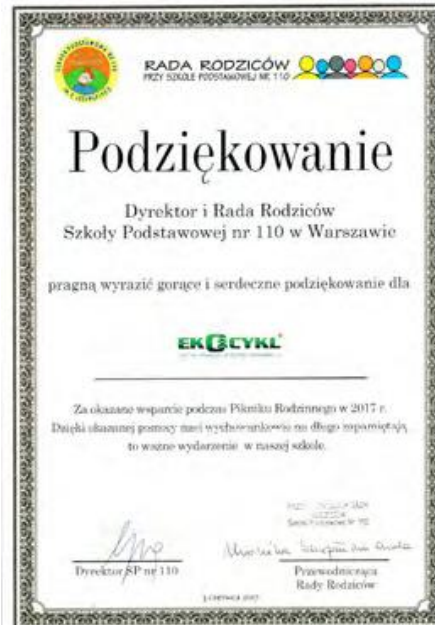 RADA RODZICÓW
PRZY SZKOLE PODSTAWOWEJ NR 110
Podziękowanie
Dyrektor i Rada Rodziców
Szkoły Podstawowej nr 110 w Warszawie
pragną wyrazić gorące i serdeczne podziękowanie dla
EKOCYKL
Za okazane wsparcie podczas Pikniku Rodzinnego w 2017 r.
Dzięki okazanej pomocy nasi wychowankowie na długo zapamiętają
to ważne wydarzenie w naszej szkole.
Dyrektor SP nr 110
Przewodnicząca
Rady Rodziców